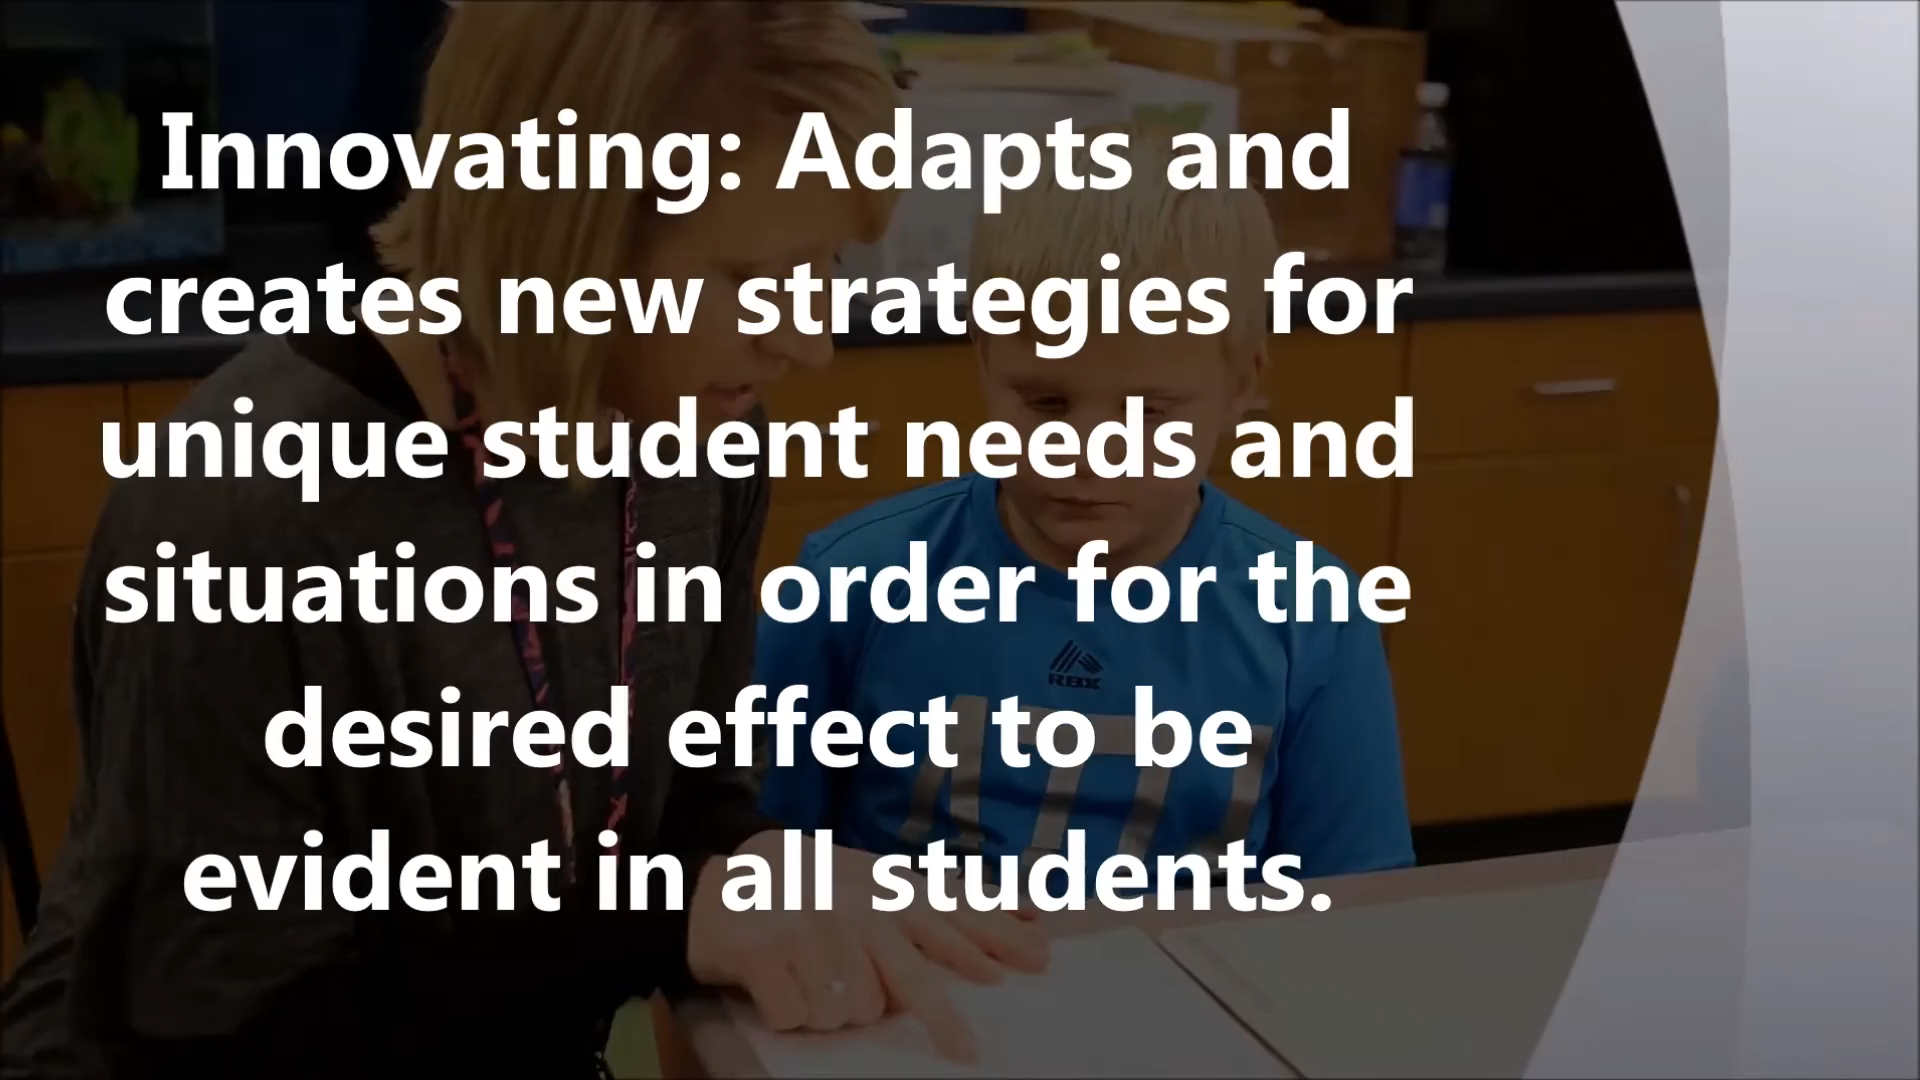 Innovating: Adapts and
creates new strategies for
unique student needs and
situations in order for the
desired effect to be
evident in all students.
RBX